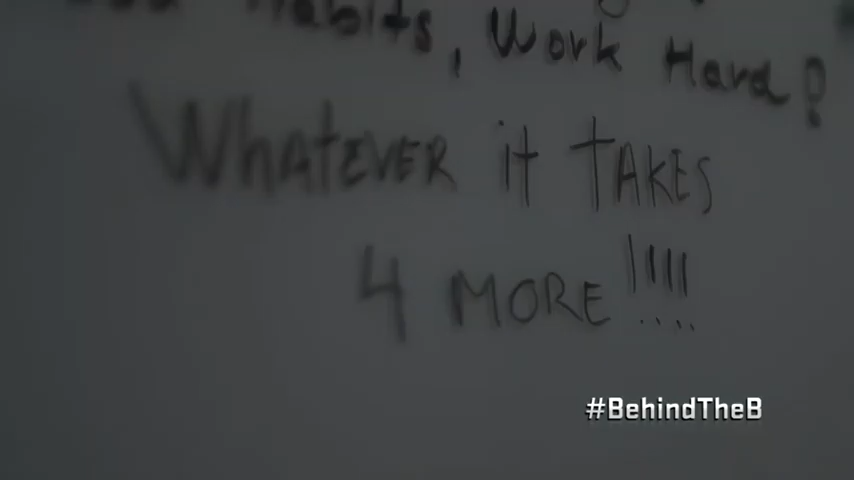 Habits, Work Hard!
WHATEVER it TAKES
4 MORE !!!!
#BehindTheB